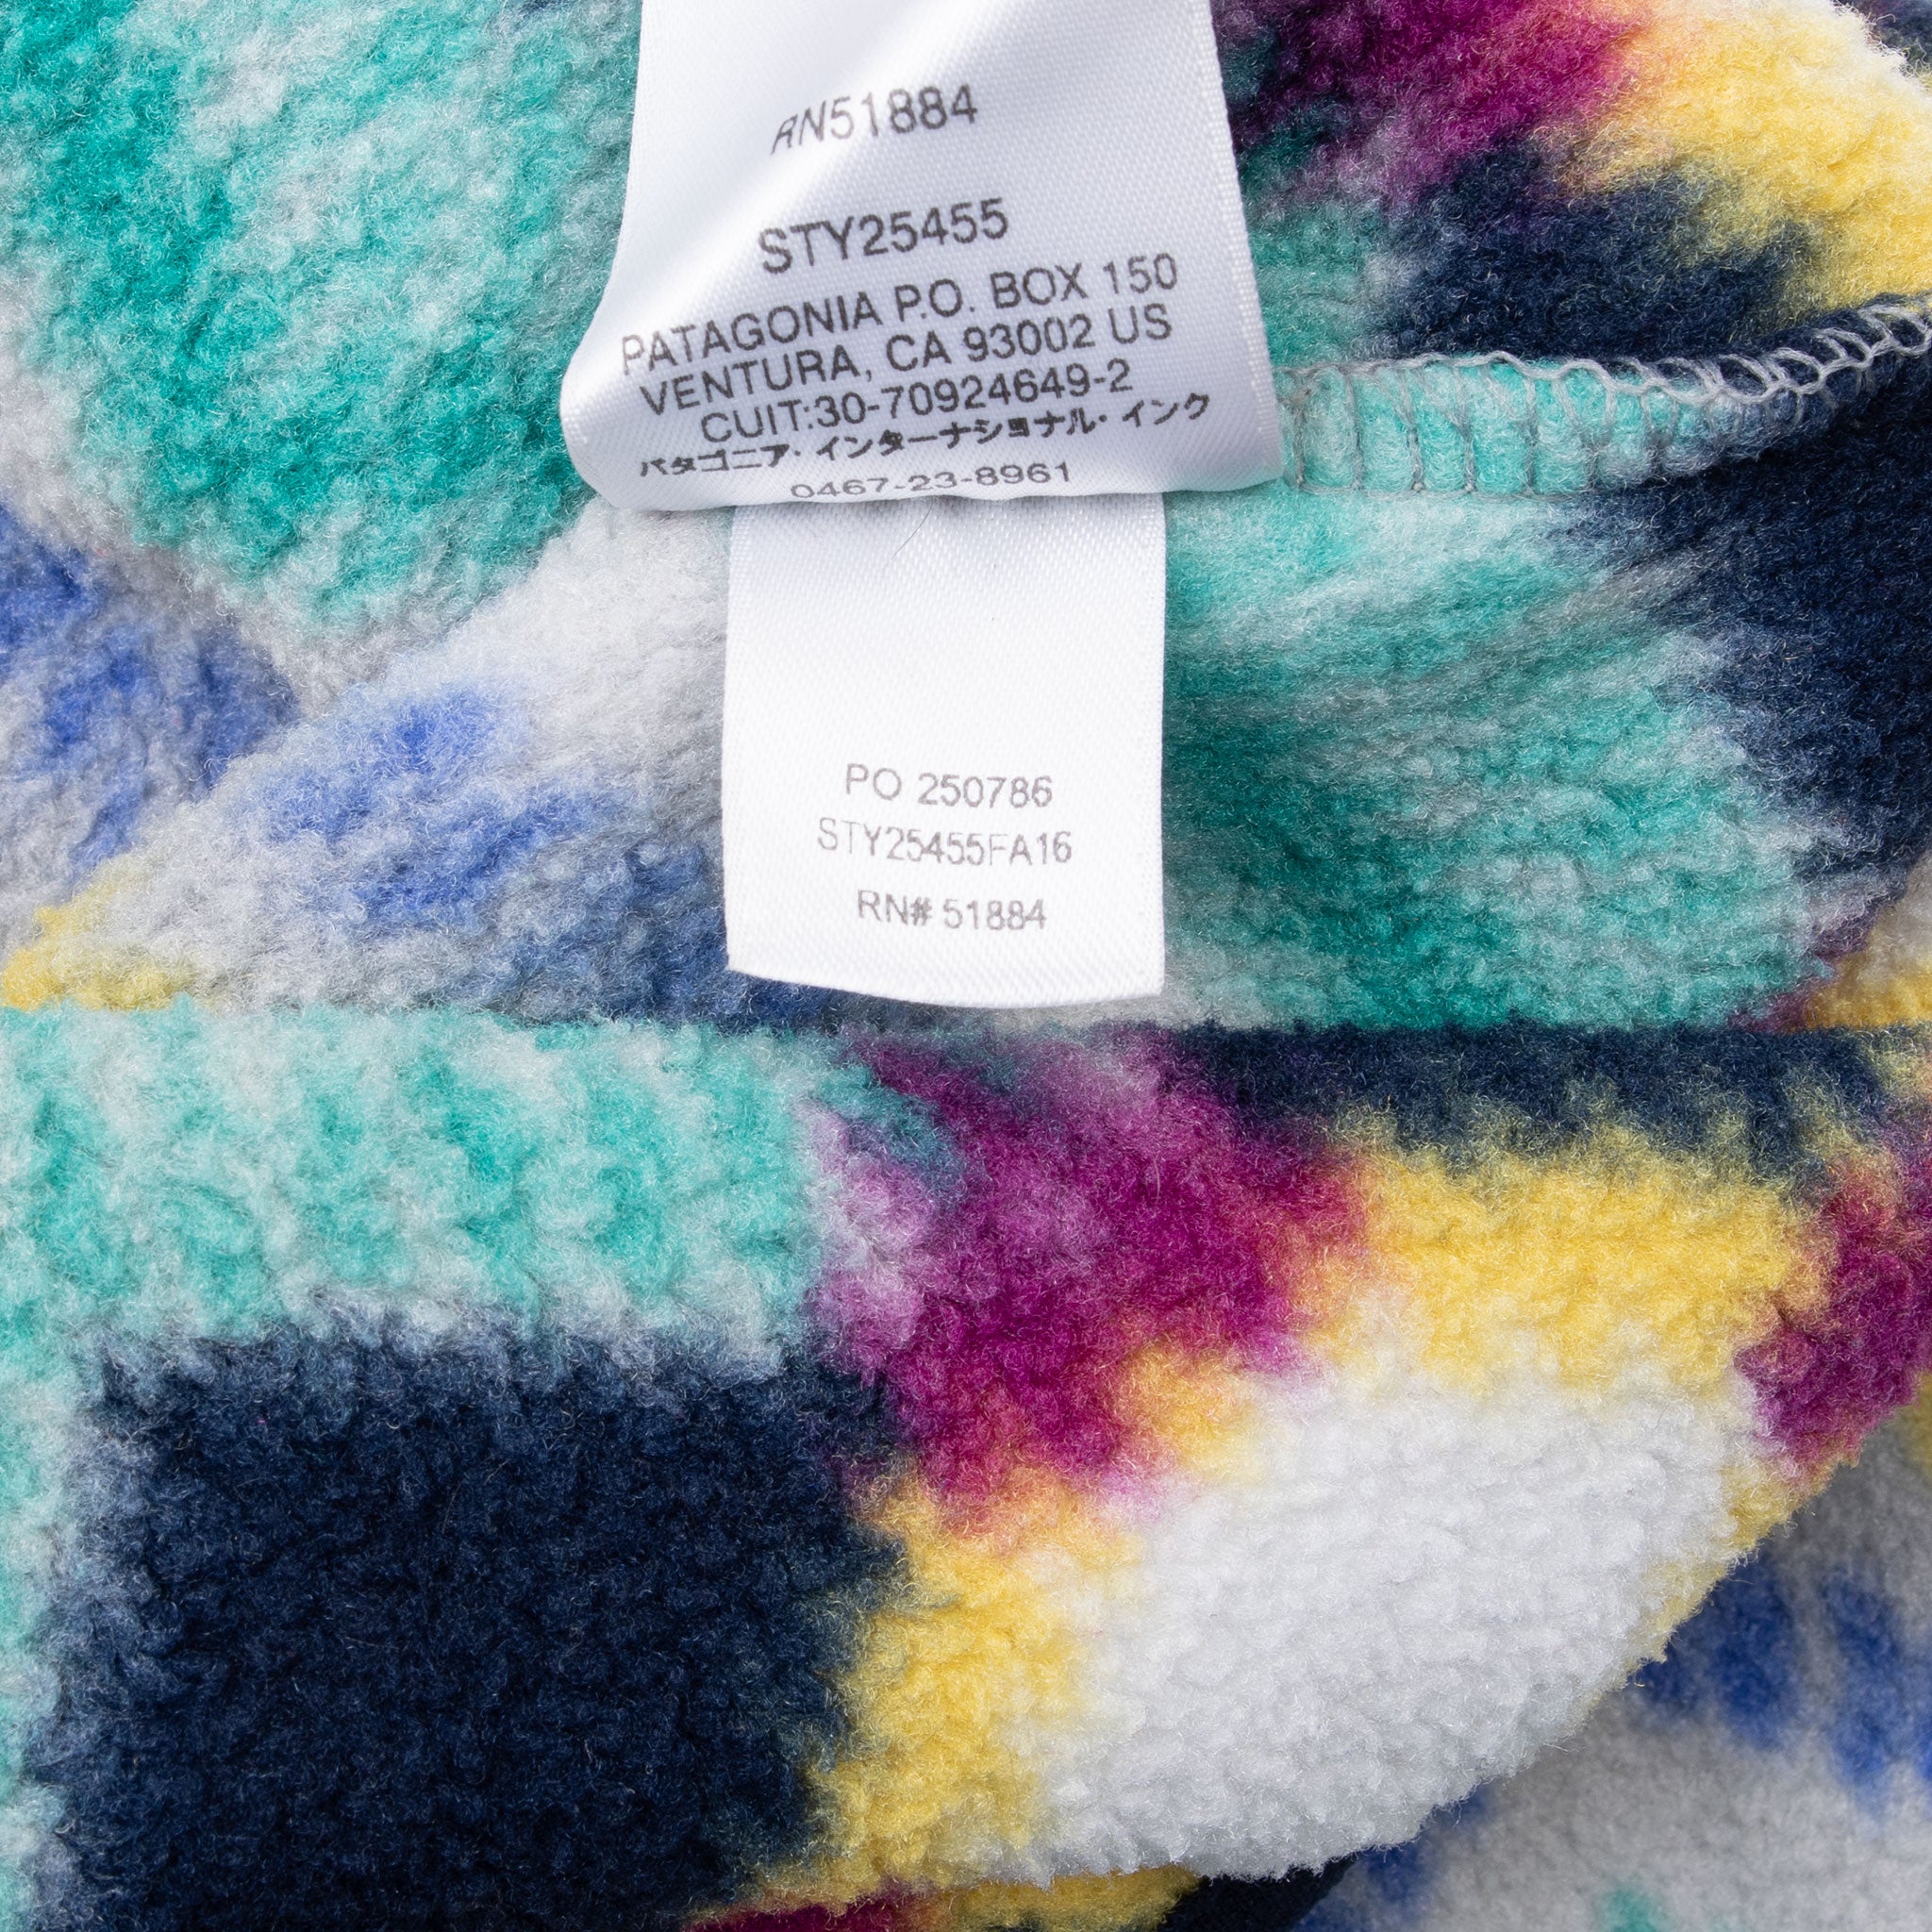 RN51884
STY25455
PATAGONIA P.O. BOX 150
VENTURA, CA 93002 US
CUIT:30-70924649-2
パタゴニア・インターナショナル・インク
0467-23-8961
PO 250786
STY25455FA16
RN# 51884